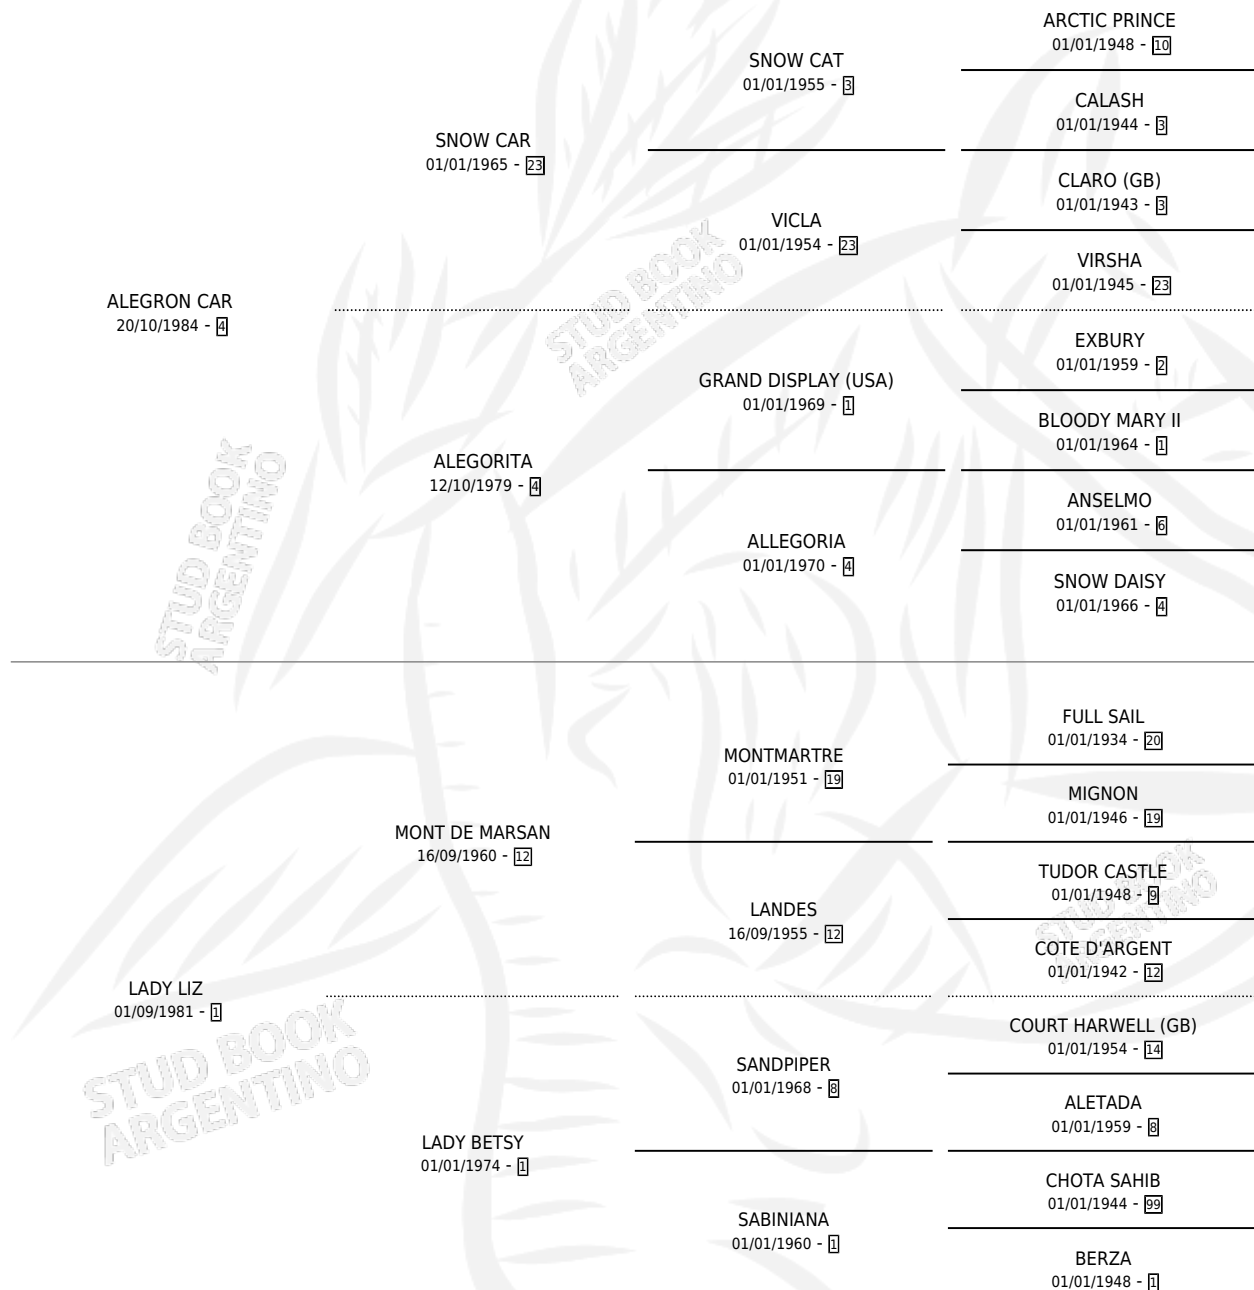 ARCTIC PRINCE
01/01/1948 - 10
SNOW CAT
01/01/1955 - 3
CALASH
01/01/1944 - 3
SNOW CAR
01/01/1965 - 23
CLARO (GB)
01/01/1943 - 3
VICLA
01/01/1954 - 23
VIRSHA
01/01/1945 - 23
ALEGRON CAR
20/10/1984 - 4
EXBURY
01/01/1959 - 2
GRAND DISPLAY (USA)
01/01/1969 - 1
BLOODY MARY II
01/01/1964 - 1
ALEGORITA
12/10/1979 - 4
ANSELMO
01/01/1961 - 6
ALLEGORIA
01/01/1970 - 4
SNOW DAISY
01/01/1966 - 4
STUD BOOK
ARGENTINO
STUD BOOK
ARGENTINO
FULL SAIL
01/01/1934 - 20
MONTMARTRE
01/01/1951 - 19
MIGNON
01/01/1946 - 19
MONT DE MARSAN
16/09/1960 - 12
TUDOR CASTLE
01/01/1948 - 9
LANDES
16/09/1955 - 12
COTE D'ARGENT
01/01/1942 - 12
STUD BOOK
ARGENTINO
LADY LIZ
01/09/1981 - 1
COURT HARWELL (GB)
01/01/1954 - 14
SANDPIPER
01/01/1968 - 8
ALETADA
01/01/1959 - 8
LADY BETSY
01/01/1974 - 1
CHOTA SAHIB
01/01/1944 - 99
SABINIANA
01/01/1960 - 1
BERZA
01/01/1948 - 1
STUD BOOK
ARGENTINO